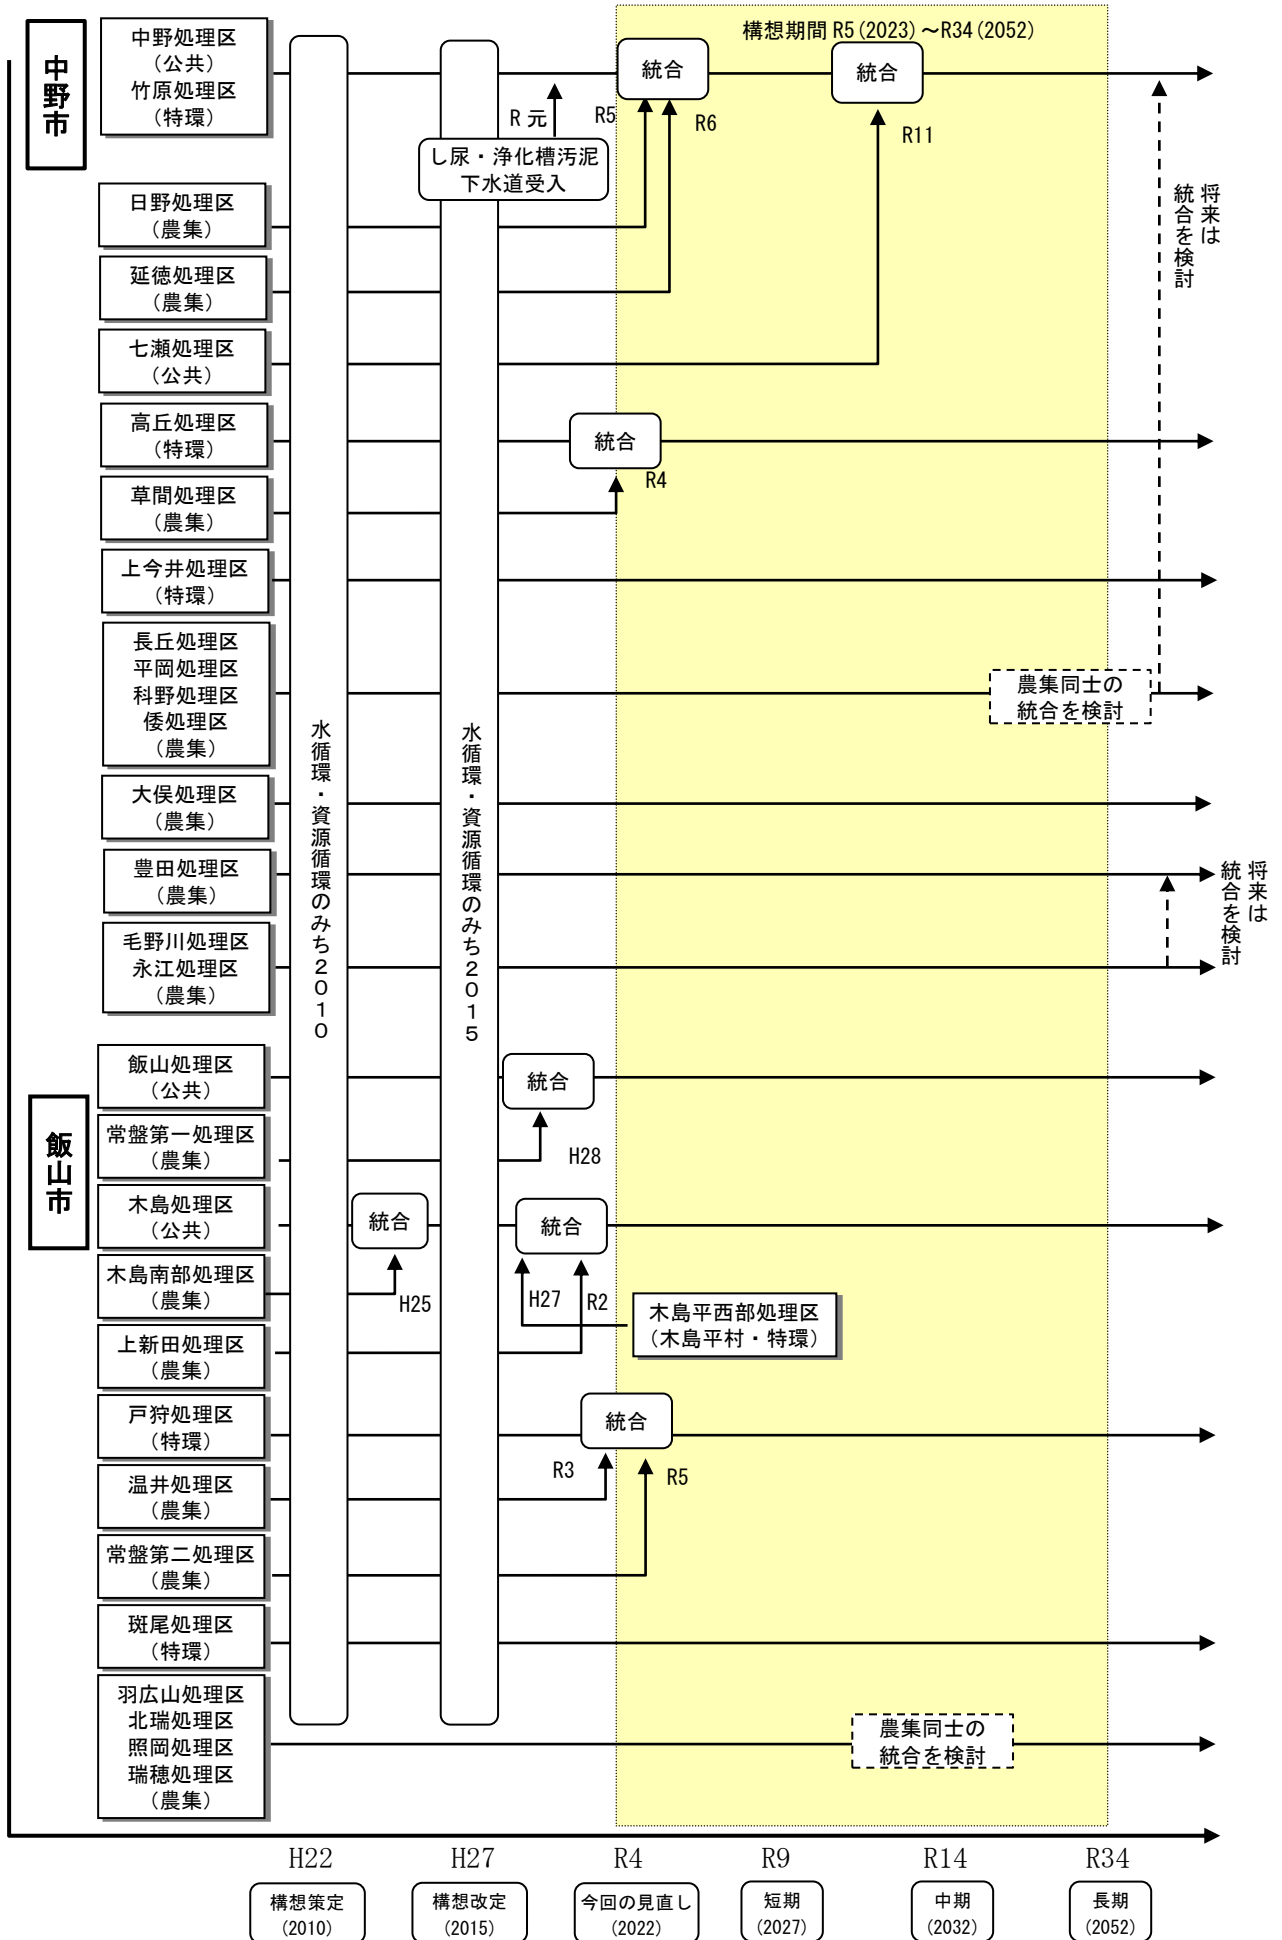 構想期間 R5(2023)～R34(2052)
中野市
中野処理区
(公共)
竹原処理区
(特環)
統合
統合
R元
R5
R6
R11
し尿・浄化槽汚泥
下水道受入
日野処理区
(農集)
延徳処理区
(農集)
将来は
統合を検討
七瀬処理区
(公共)
高丘処理区
(特環)
統合
R4
草間処理区
(農集)
上今井処理区
(特環)
長丘処理区
平岡処理区
科野処理区
倭処理区
(農集)
農集同士の
統合を検討
水循環・資源循環のみち2010
水循環・資源循環のみち2015
大俣処理区
(農集)
豊田処理区
(農集)
将来は
統合を検討
毛野川処理区
永江処理区
(農集)
飯山市
飯山処理区
(公共)
統合
常盤第一処理区
(農集)
H28
木島処理区
(公共)
統合
統合
木島南部処理区
(農集)
H25
H27
R2
木島平西部処理区
(木島平村・特環)
上新田処理区
(農集)
戸狩処理区
(特環)
統合
R3
R5
温井処理区
(農集)
常盤第二処理区
(農集)
斑尾処理区
(特環)
羽広山処理区
北瑞処理区
照岡処理区
瑞穂処理区
(農集)
農集同士の
統合を検討
H22
H27
R4
R9
R14
R34
構想策定
(2010)
構想改定
(2015)
今回の見直し
(2022)
短期
(2027)
中期
(2032)
長期
(2052)